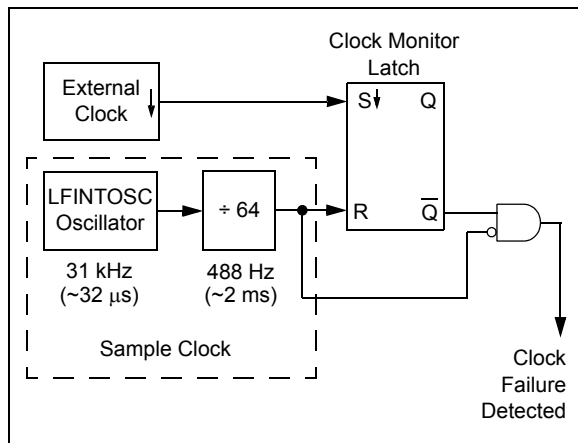 Clock Monitor
Latch
External
Clock
S
Q
LFINTOSC
Oscillator
÷ 64
R
Q̅
31 kHz
(~32 μs)
488 Hz
(~2 ms)
Sample Clock
Clock
Failure
Detected